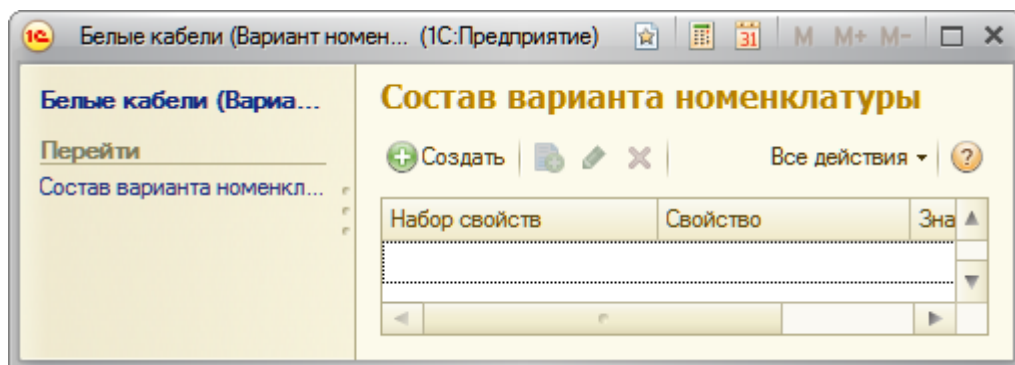 1С Белые кабели (Вариант номен... (1С:Предприятие) 31 M M+ M-
Белые кабели (Вариа...
Перейти
Состав варианта номенкл...
Состав варианта номенклатуры
Создать Все действия ?
Набор свойств Свойство Зна